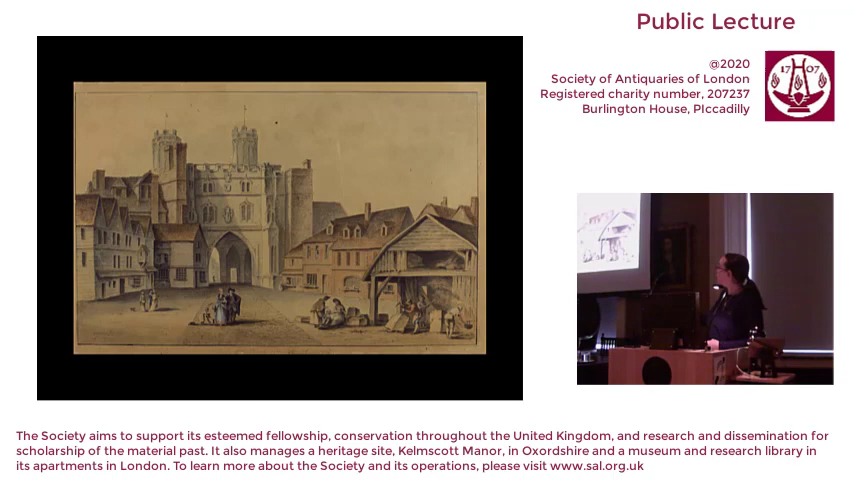 Public Lecture
@2020
Society of Antiquaries of London
Registered charity number, 207237
Burlington House, PIccadilly
17 07
The Society aims to support its esteemed fellowship, conservation throughout the United Kingdom, and research and dissemination for
scholarship of the material past. It also manages a heritage site, Kelmscott Manor, in Oxordshire and a museum and research library in
its apartments in London. To learn more about the Society and its operations, please visit www.sal.org.uk